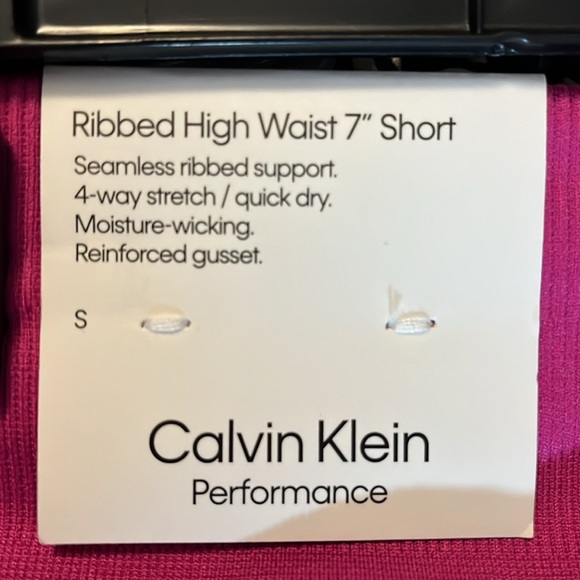 Ribbed High Waist 7” Short
Seamless ribbed support.
4-way stretch / quick dry.
Moisture-wicking.
Reinforced gusset.
S
Calvin Klein
Performance